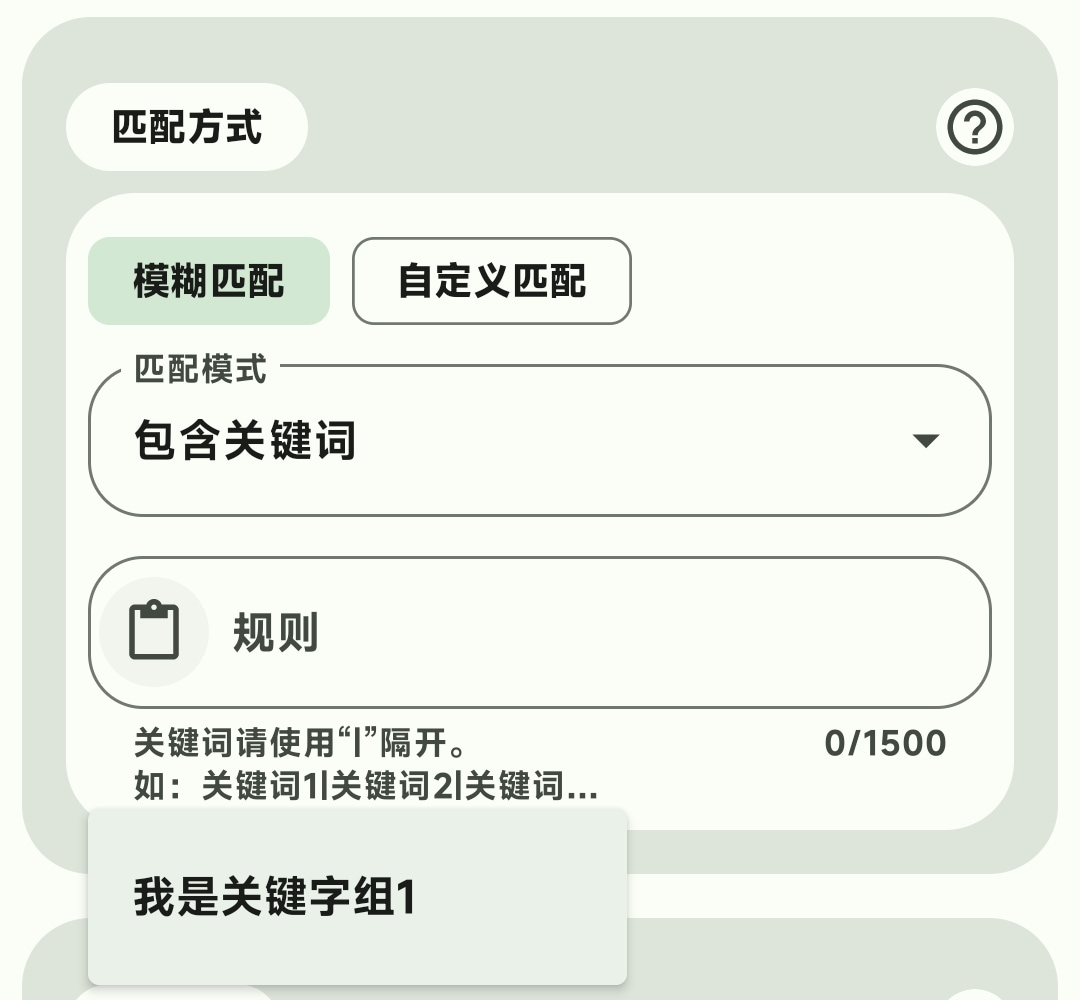 匹配方式
模糊匹配
自定义匹配
匹配模式
包含关键词
规则
关键词请使用“|”隔开。
0/1500
如：关键词1|关键词2|关键词...
我是关键字组1